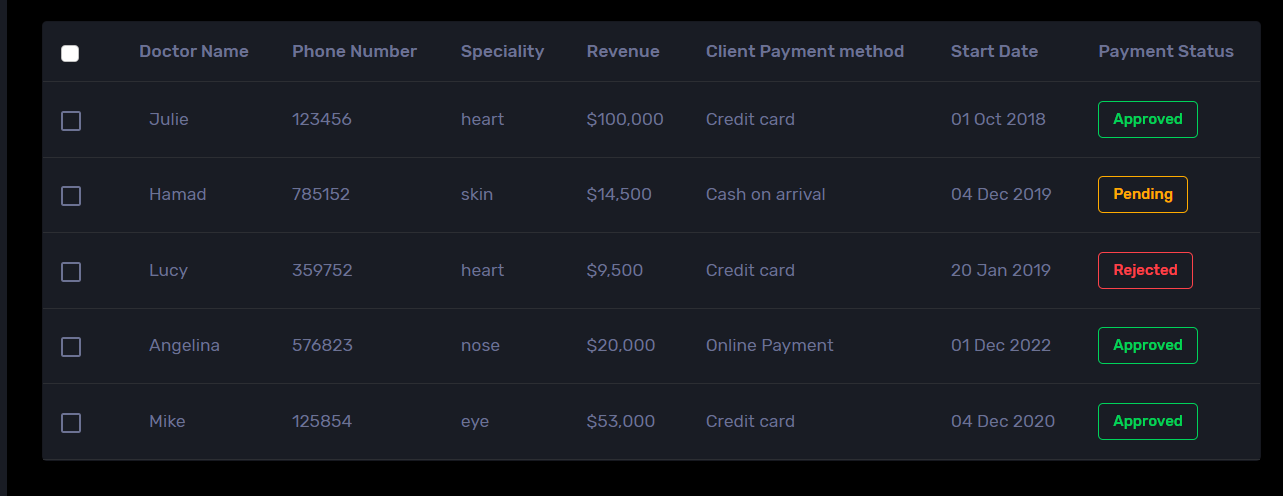 Doctor Name Phone Number Speciality Revenue Client Payment method Start Date Payment Status
Julie 123456 heart $100,000 Credit card 01 Oct 2018 Approved
Hamad 785152 skin $14,500 Cash on arrival 04 Dec 2019 Pending
Lucy 359752 heart $9,500 Credit card 20 Jan 2019 Rejected
Angelina 576823 nose $20,000 Online Payment 01 Dec 2022 Approved
Mike 125854 eye $53,000 Credit card 04 Dec 2020 Approved